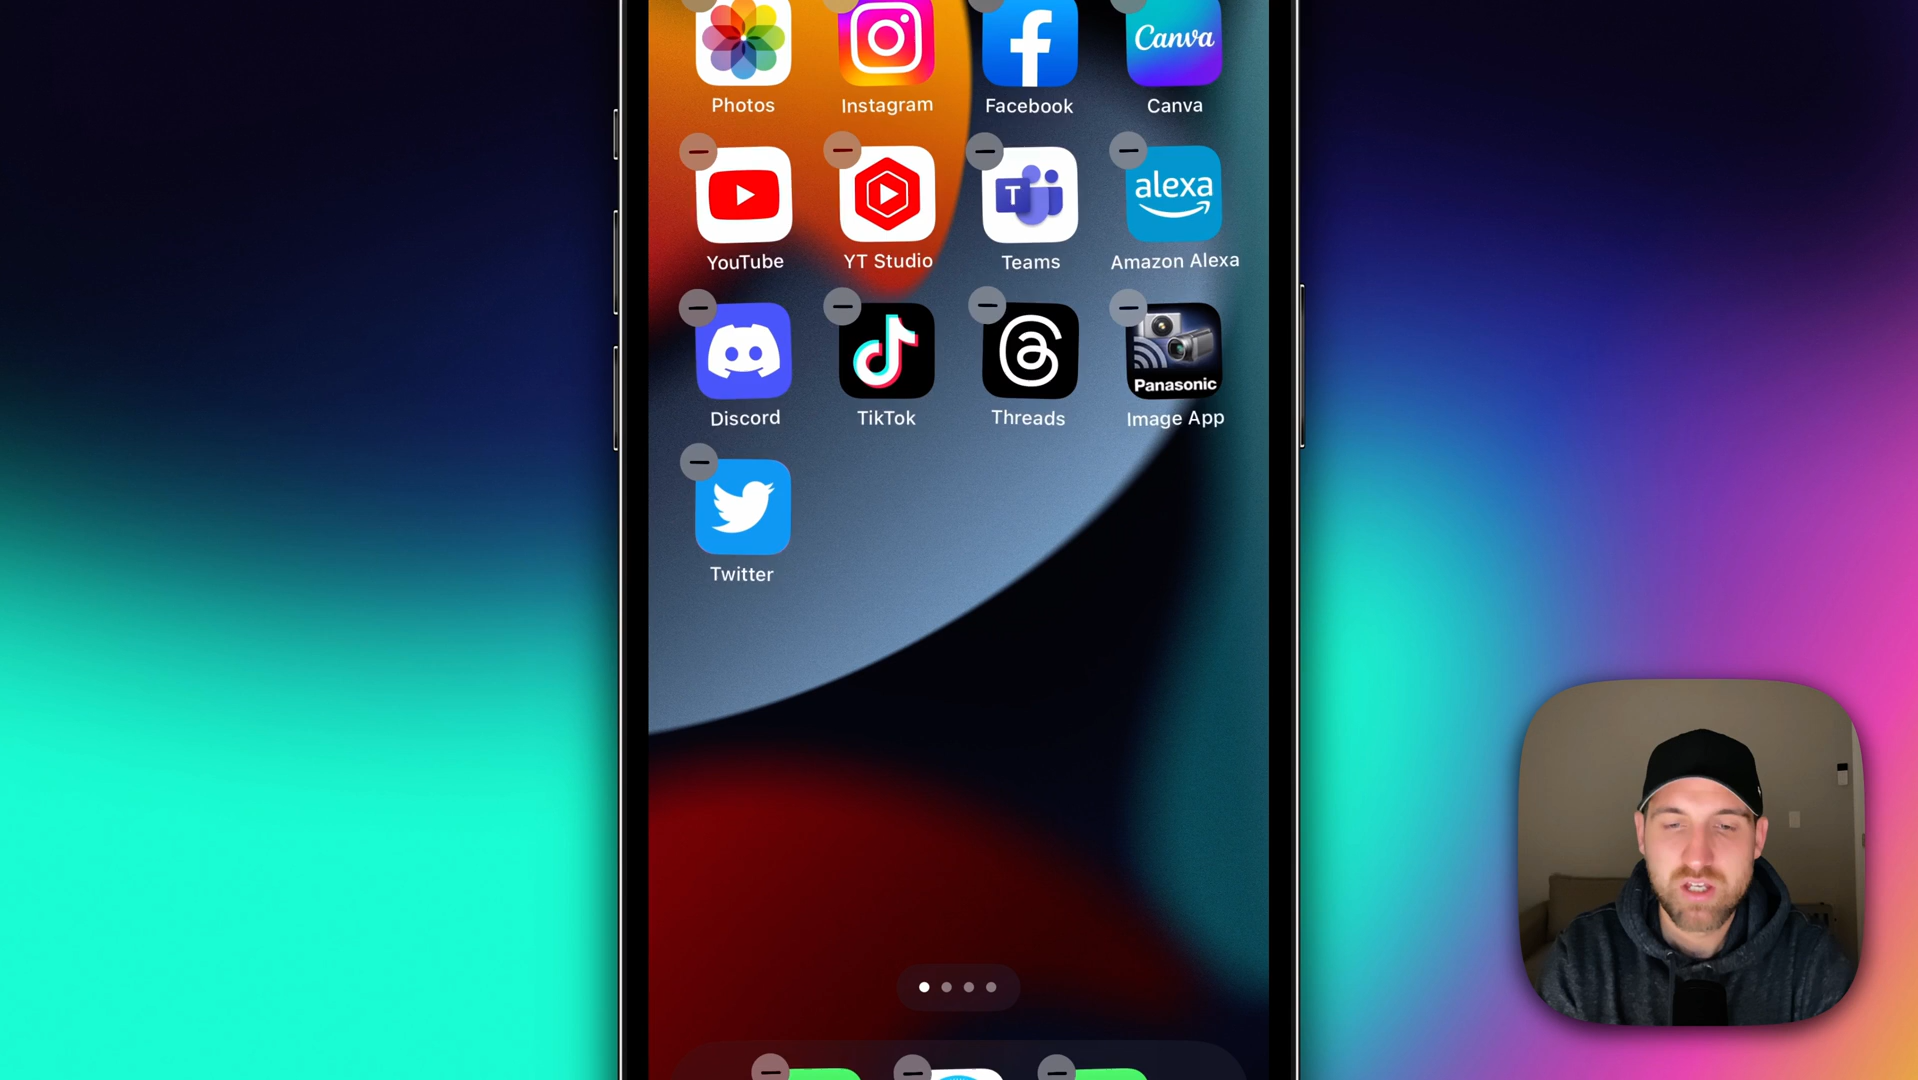 Photos Instagram Facebook Canva
Canva
YouTube YT Studio Teams Amazon Alexa
T
alexa
Discord TikTok Threads Image App
Panasonic
Twitter